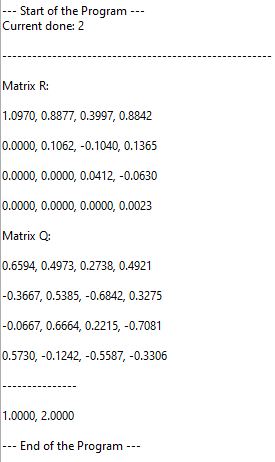 --- Start of the Program ---
Current done: 2
---------------------------------------------------
Matrix R:
1.0970, 0.8877, 0.3997, 0.8842
0.0000, 0.1062, -0.1040, 0.1365
0.0000, 0.0000, 0.0412, -0.0630
0.0000, 0.0000, 0.0000, 0.0023
Matrix Q:
0.6594, 0.4973, 0.2738, 0.4921
-0.3667, 0.5385, -0.6842, 0.3275
-0.0667, 0.6664, 0.2215, -0.7081
0.5730, -0.1242, -0.5587, -0.3306
---------------
1.0000, 2.0000
--- End of the Program ---